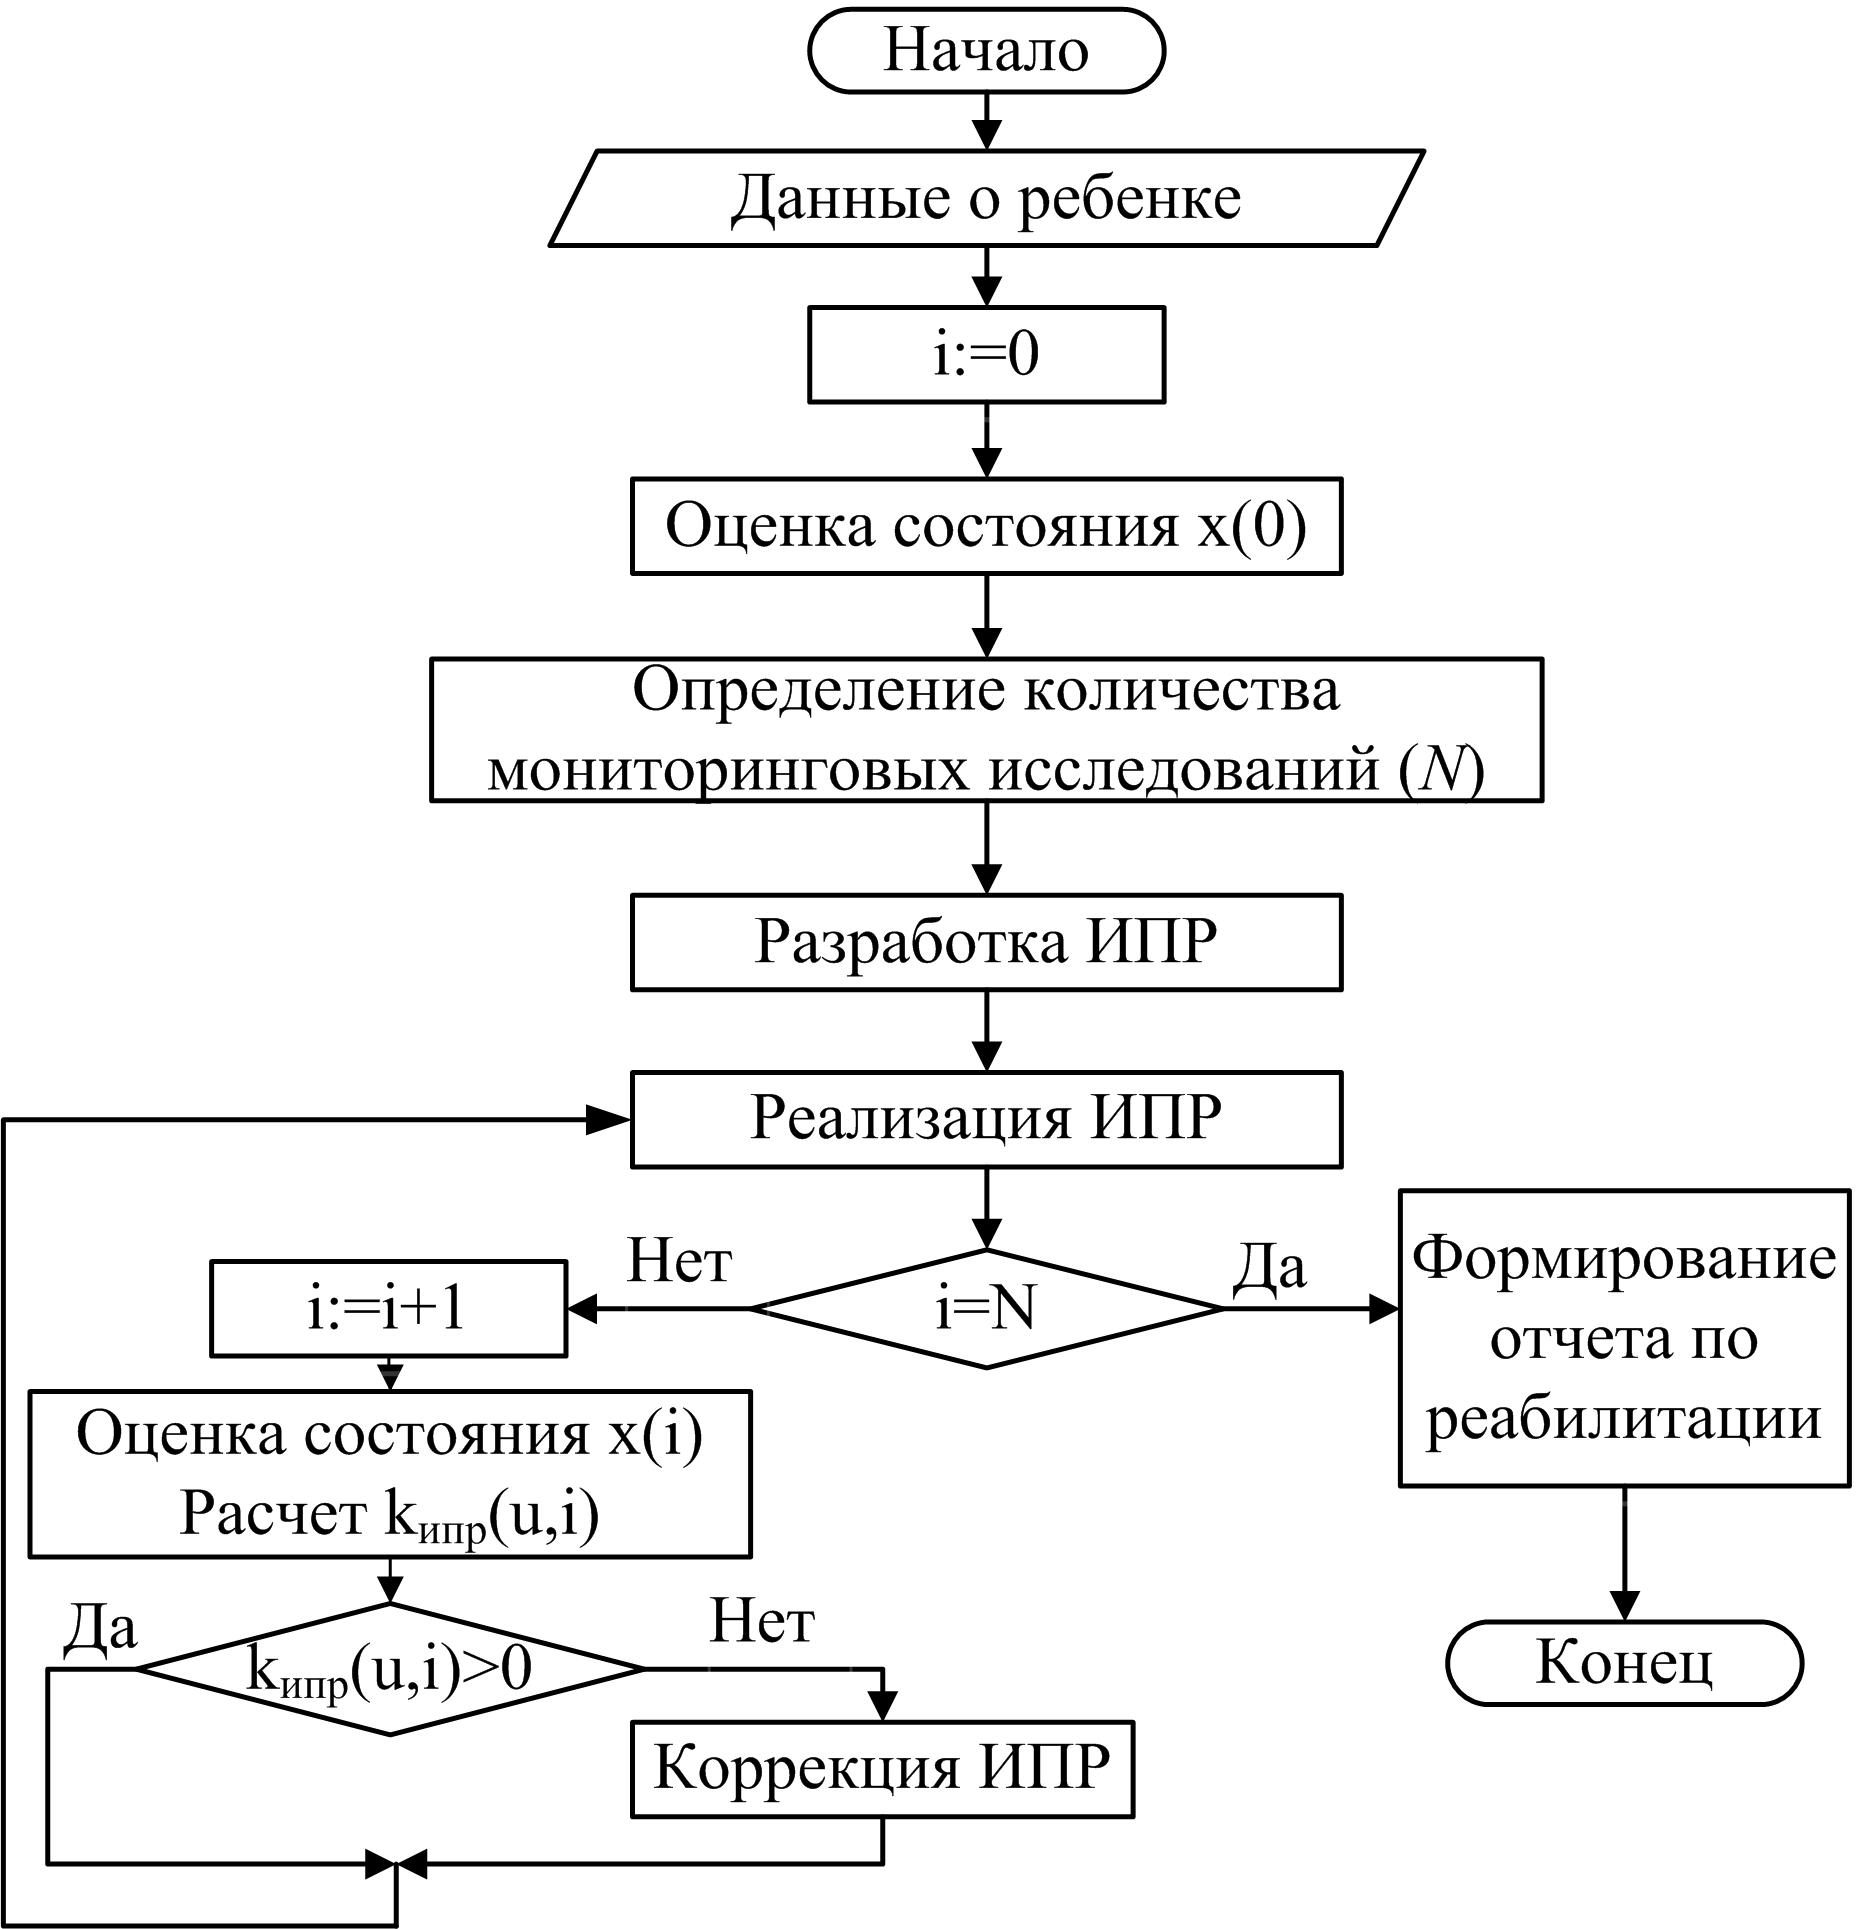 Начало
Данные о ребенке
i:=0
Оценка состояния x(0)
Определение количества
мониторинговых исследований (N)
Разработка ИПР
Реализация ИПР
Нет
i=N
Да
i:=i+1
Формирование
отчета по
реабилитации
Оценка состояния x(i)
Расчет kипр(u,i)
Да
kипр(u,i)>0
Нет
Конец
Коррекция ИПР